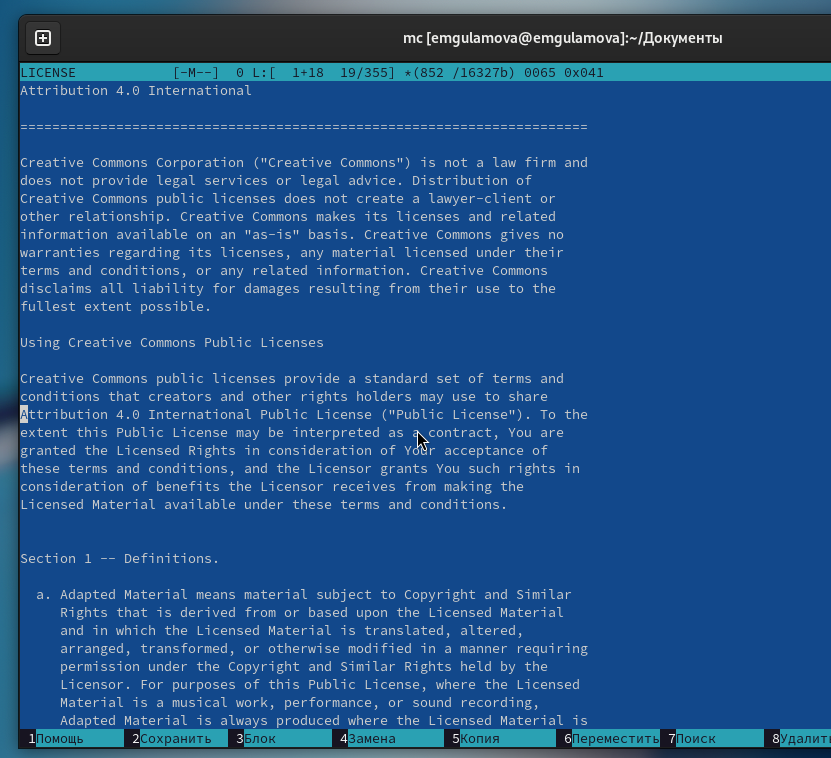 mc [emgulamova@emgulamova]:~/Документы
LICENSE [-M--] 0 L:[ 1+18 19/355] *(852 /16327b) 0065 0x041
Attribution 4.0 International
=======================================================================
Creative Commons Corporation ("Creative Commons") is not a law firm and
does not provide legal services or legal advice. Distribution of
Creative Commons public licenses does not create a lawyer-client or
other relationship. Creative Commons makes its licenses and related
information available on an "as-is" basis. Creative Commons gives no
warranties regarding its licenses, any material licensed under their
terms and conditions, or any related information. Creative Commons
disclaims all liability for damages resulting from their use to the
fullest extent possible.
Using Creative Commons Public Licenses
Creative Commons public licenses provide a standard set of terms and
conditions that creators and other rights holders may use to share
Attribution 4.0 International Public License ("Public License"). To the
extent this Public License may be interpreted as a contract, You are
granted the Licensed Rights in consideration of Your acceptance of
these terms and conditions, and the Licensor grants You such rights in
consideration of benefits the Licensor receives from making the
Licensed Material available under these terms and conditions.
Section 1 -- Definitions.
a. Adapted Material means material subject to Copyright and Similar
Rights that is derived from or based upon the Licensed Material
and in which the Licensed Material is translated, altered,
arranged, transformed, or otherwise modified in a manner requiring
permission under the Copyright and Similar Rights held by the
Licensor. For purposes of this Public License, where the Licensed
Material is a musical work, performance, or sound recording,
Adapted Material is always produced where the Licensed Material is
1Помощь 2Сохранить 3Блок 4Замена 5Копия 6Переместить 7Поиск 8Удалить